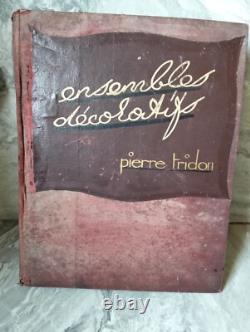 ensembles
décoratifs
pierre tridon